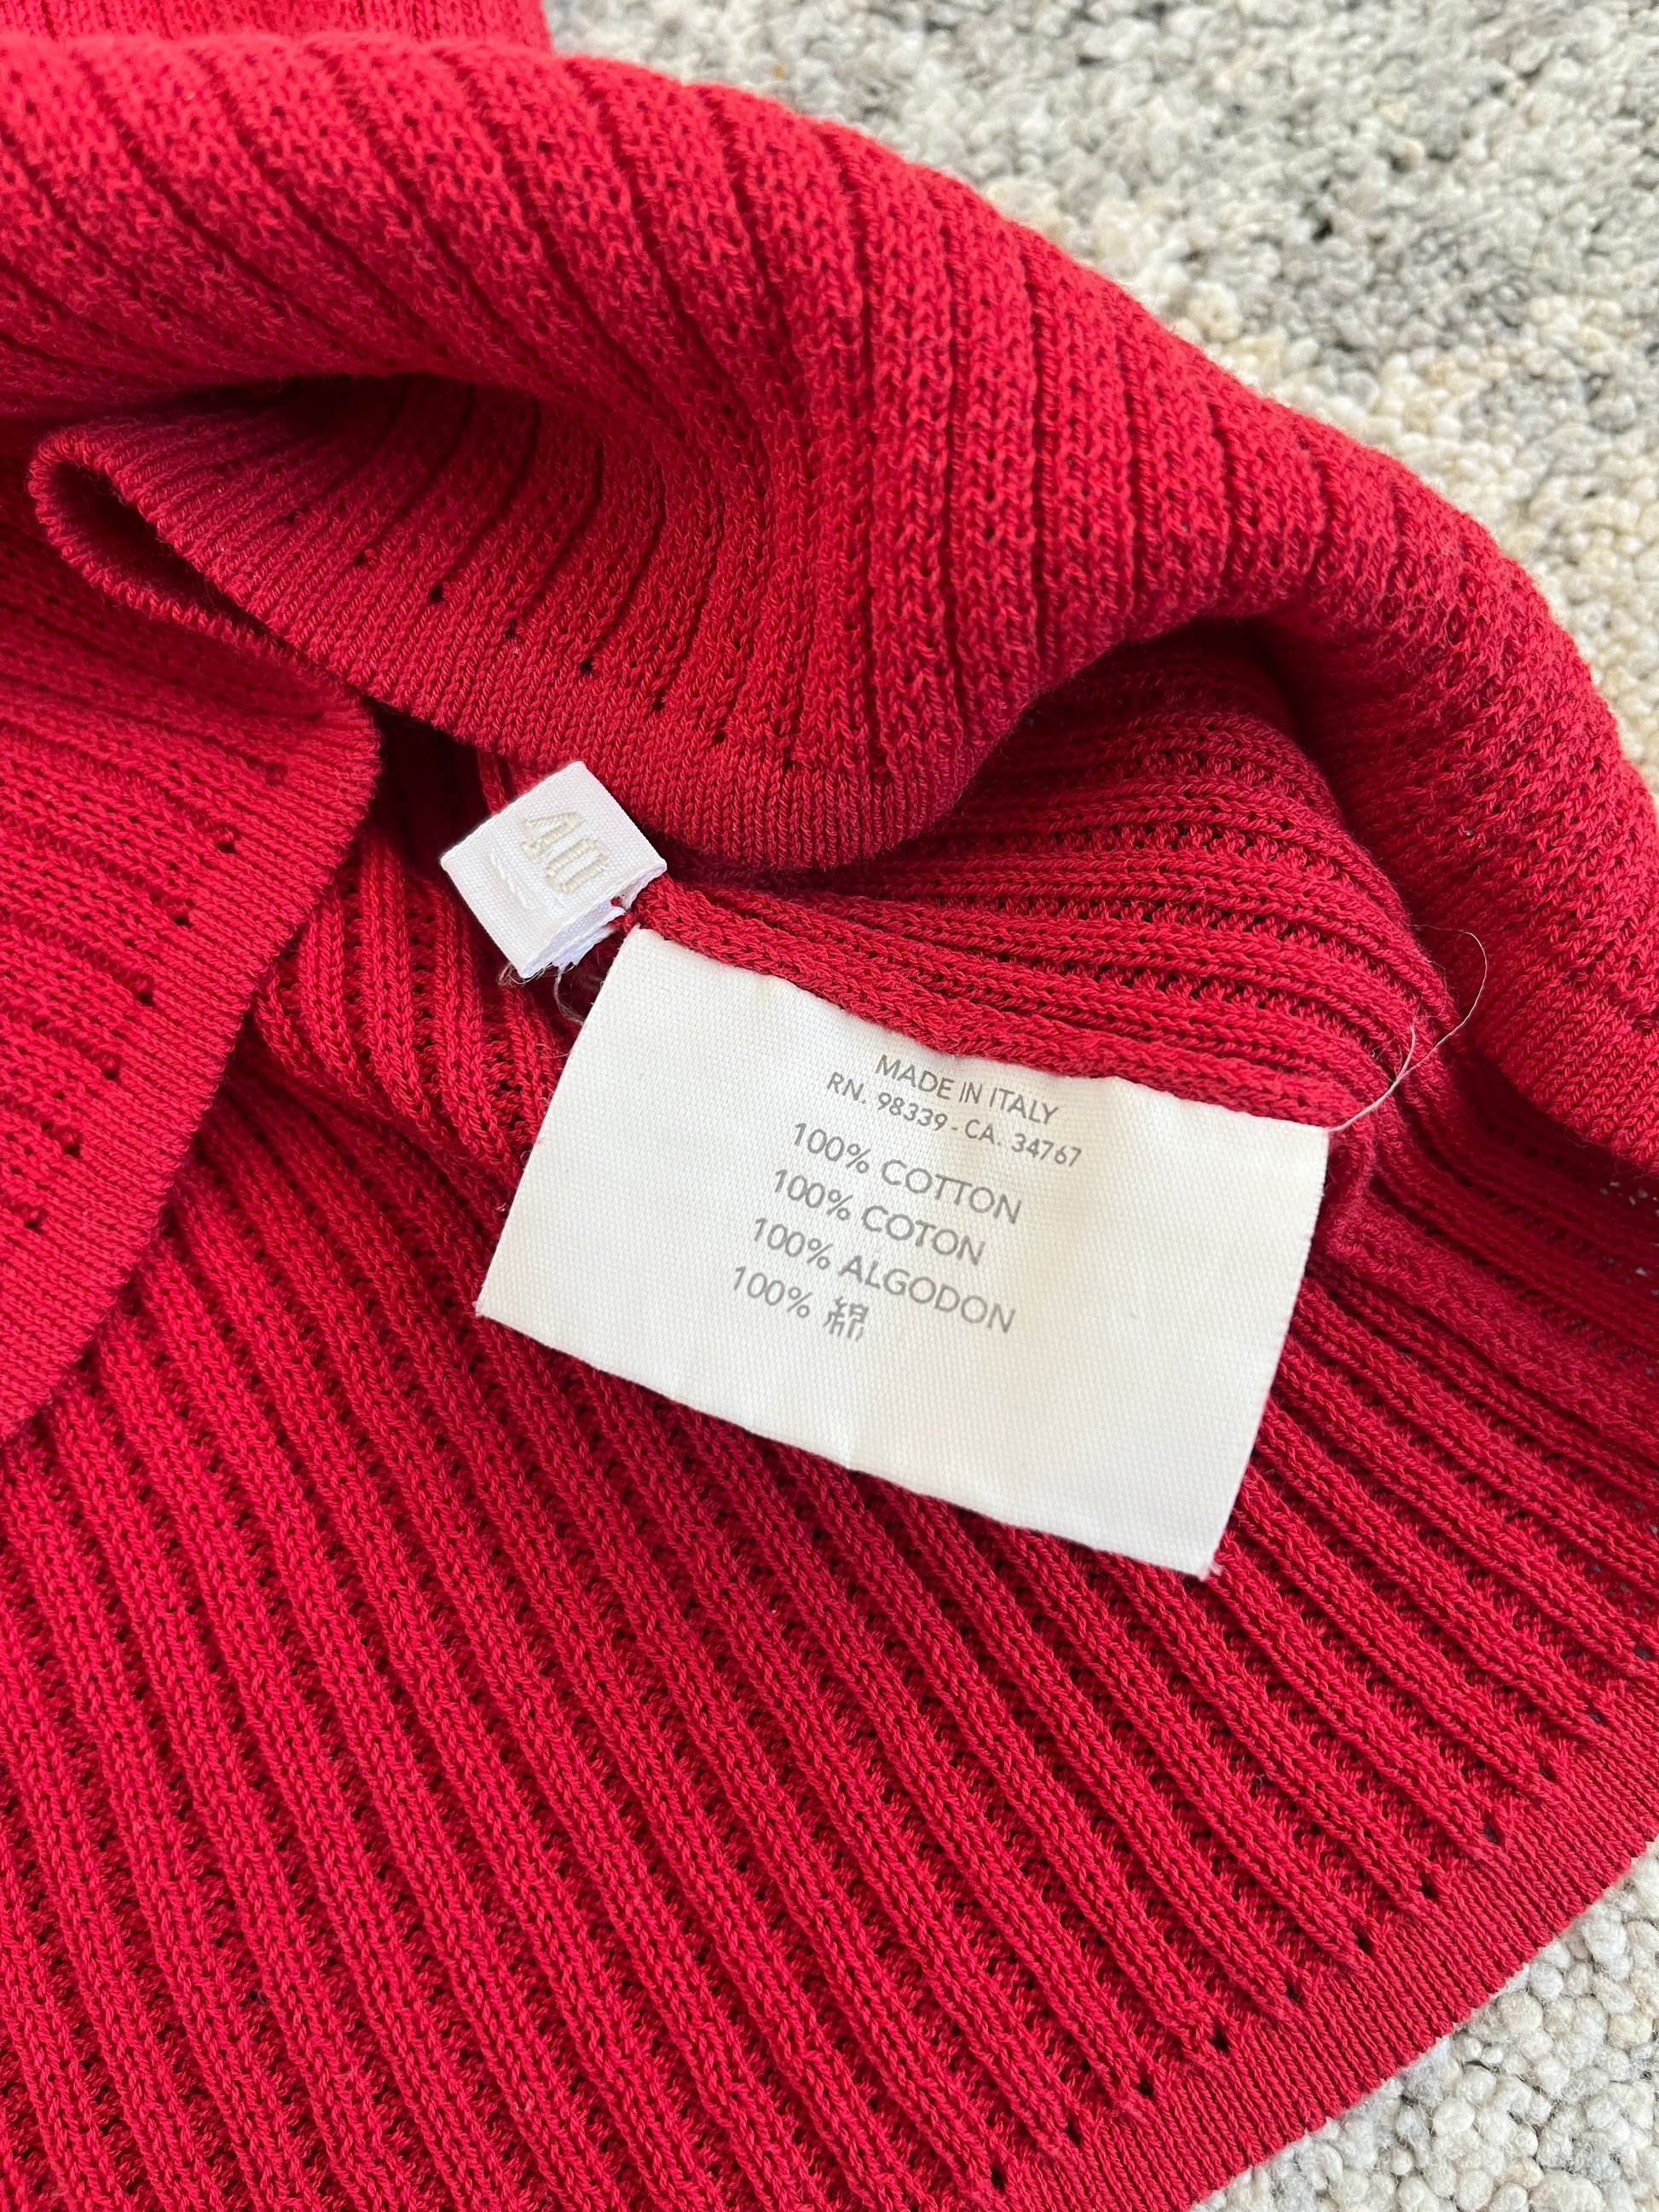 40
MADE IN ITALY
RN. 98339 - CA. 34767
100% COTTON
100% COTON
100% ALGODON
100% 綿